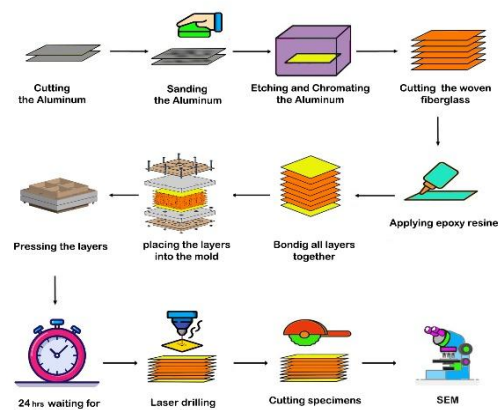 Cutting
the Aluminum
Sanding
the Aluminum
Etching and Chromating
the Aluminum
Cutting the woven
fiberglass
Pressing the layers
placing the layers
into the mold
Bondig all layers
together
Applying epoxy resine
24 hrs waiting for
Laser drilling
Cutting specimens
SEM